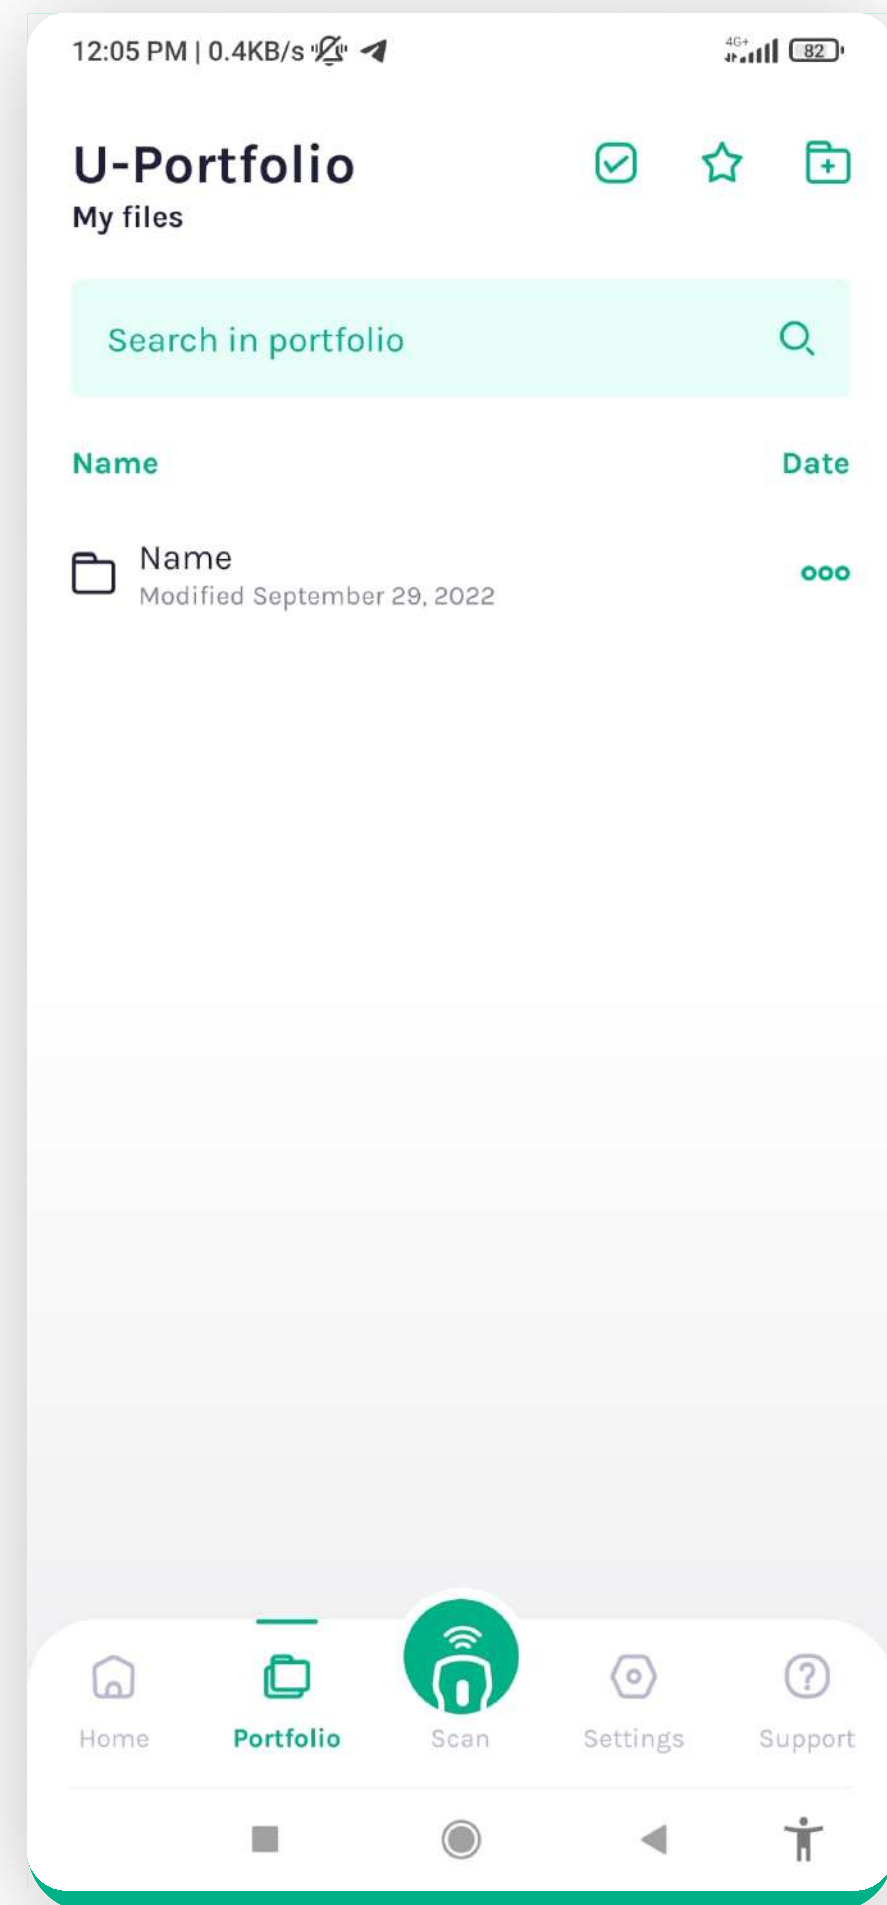 12:05 PM | 0.4KB/s 4G+ 82
U-Portfolio
My files
Search in portfolio
Name Date
Name
Modified September 29, 2022
Home Portfolio Scan Settings Support